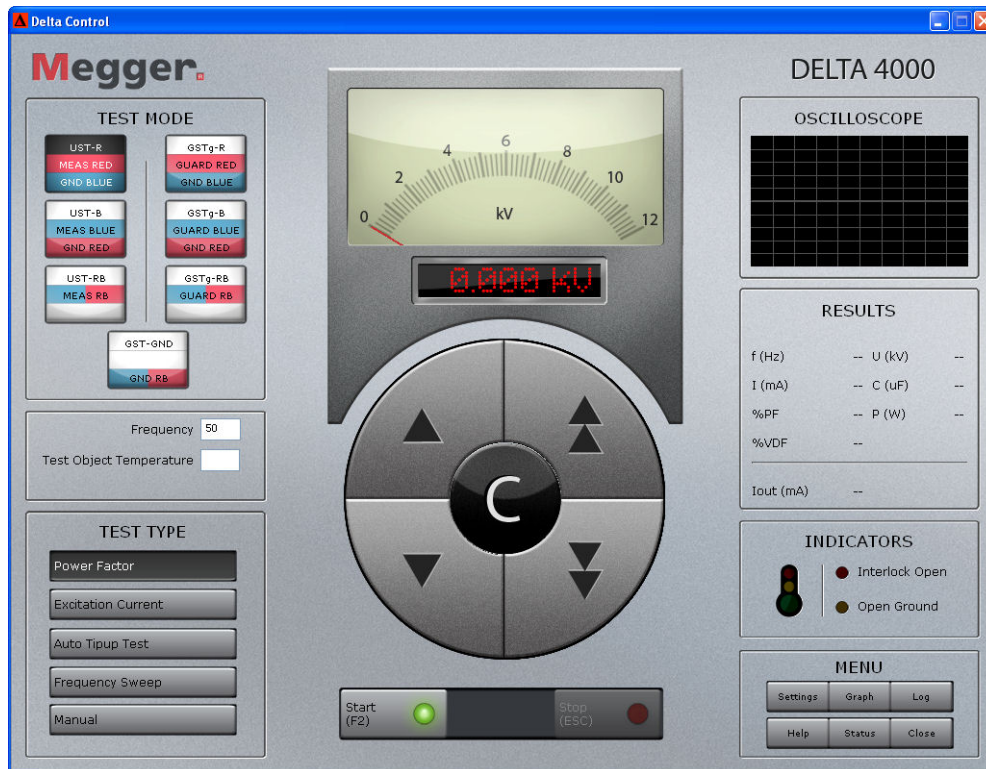 Delta Control
Megger.
DELTA 4000
TEST MODE
UST-R
MEAS RED
GND BLUE
GSTg-R
GUARD RED
GND BLUE
UST-B
MEAS BLUE
GND RED
GSTg-B
GUARD BLUE
GND RED
UST-RB
MEAS RB
GSTg-RB
GUARD RB
GST-GND
GND RB
Frequency 50
Test Object Temperature
TEST TYPE
Power Factor
Excitation Current
Auto Tipup Test
Frequency Sweep
Manual
0 2 4 6 8 10 12
kV
0.000 kV
C
Start
(F2)
Stop
(ESC)
OSCILLOSCOPE
RESULTS
f (Hz) -- U (kV) --
I (mA) -- C (uF) --
%PF -- P (W) --
%VDF --
Iout (mA) --
INDICATORS
Interlock Open
Open Ground
MENU
Settings Graph Log
Help Status Close